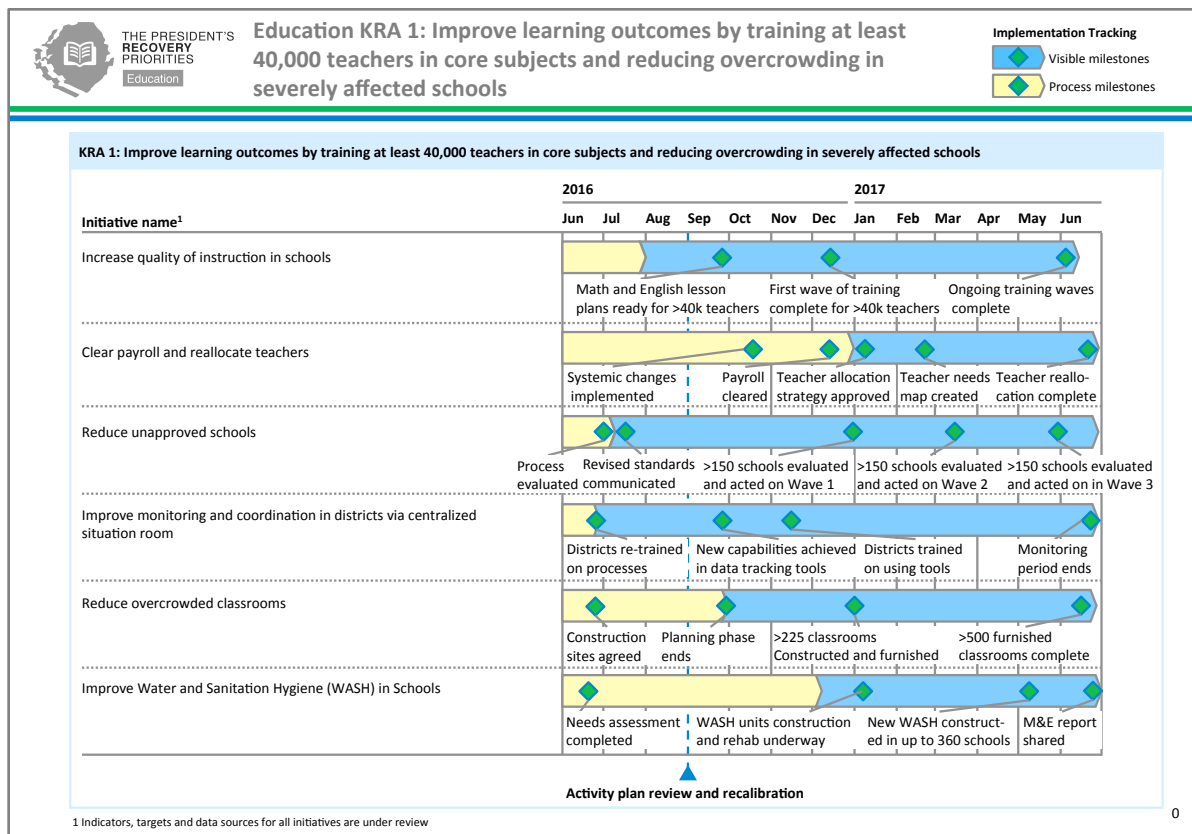 THE PRESIDENT'S
RECOVERY
PRIORITIES
Education
Education KRA 1: Improve learning outcomes by training at least
40,000 teachers in core subjects and reducing overcrowding in
severely affected schools
Implementation Tracking
Visible milestones
Process milestones
KRA 1: Improve learning outcomes by training at least 40,000 teachers in core subjects and reducing overcrowding in severely affected schools
2016 2017
Initiative name1 Jun Jul Aug Sep Oct Nov Dec Jan Feb Mar Apr May Jun
Increase quality of instruction in schools
Math and English lesson
plans ready for >40k teachers
First wave of training
complete for >40k teachers
Ongoing training waves
complete
Clear payroll and reallocate teachers
Systemic changes
implemented
Payroll
cleared
Teacher allocation
strategy approved
Teacher needs
map created
Teacher reallo-
cation complete
Reduce unapproved schools
Process
evaluated
Revised standards
communicated
>150 schools evaluated
and acted on Wave 1
>150 schools evaluated
and acted on Wave 2
>150 schools evaluated
and acted on in Wave 3
Improve monitoring and coordination in districts via centralized
situation room
Districts re-trained
on processes
New capabilities achieved
in data tracking tools
Districts trained
on using tools
Monitoring
period ends
Reduce overcrowded classrooms
Construction
sites agreed
Planning phase
ends
>225 classrooms
Constructed and furnished
>500 furnished
classrooms complete
Improve Water and Sanitation Hygiene (WASH) in Schools
Needs assessment
completed
WASH units construction
and rehab underway
New WASH construct-
ed in up to 360 schools
M&E report
shared
Activity plan review and recalibration
1 Indicators, targets and data sources for all initiatives are under review
0